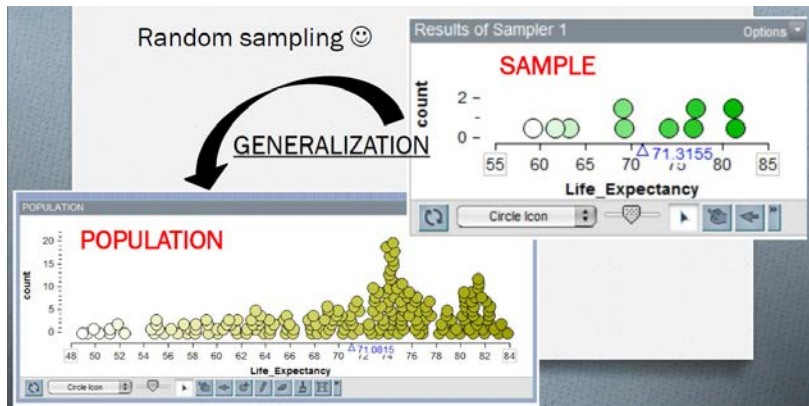 Random sampling ☺
Results of Sampler 1 Options
SAMPLE
count
2
0
71.3155
55 60 65 70 75 80 85
Life_Expectancy
Circle Icon
GENERALIZATION
POPULATION
POPULATION
count
20
15
10
5
0
71.0815
48 50 52 54 56 58 60 62 64 66 68 70 72 74 76 78 80 82 84
Life_Expectancy
Circle Icon